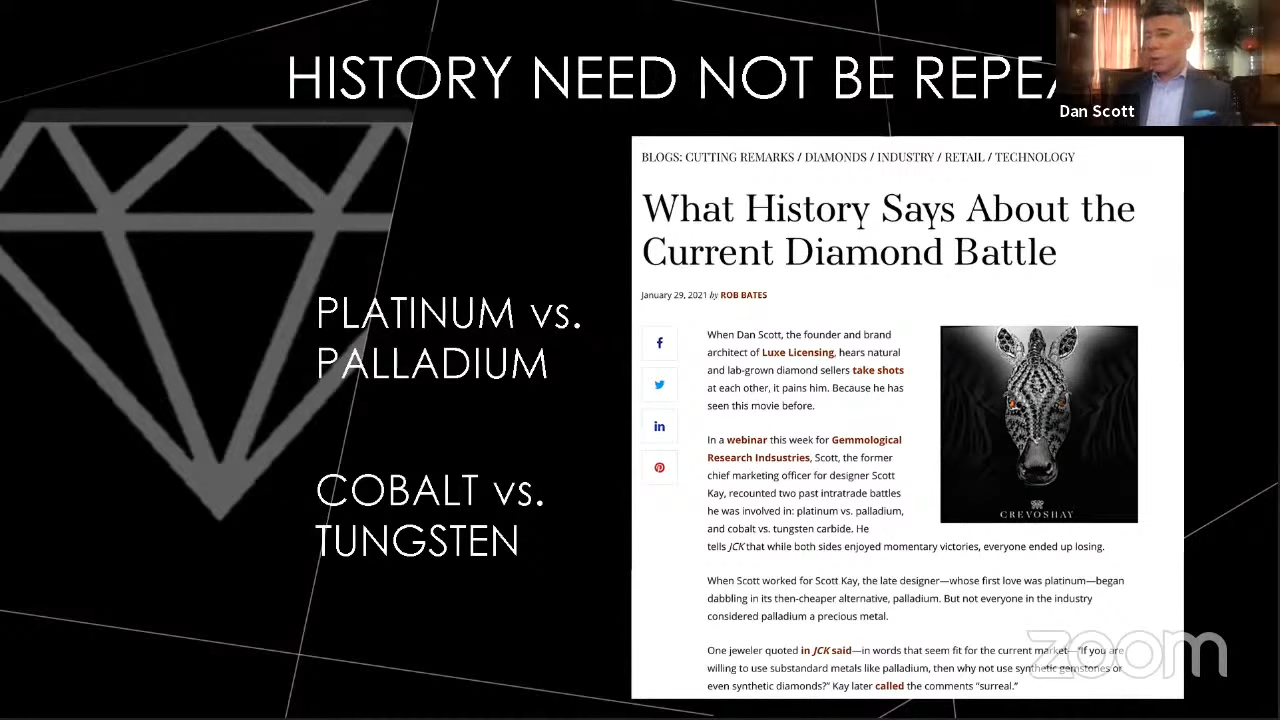 HISTORY NEED NOT BE REPEA
Dan Scott
PLATINUM vs.
PALLADIUM
COBALT vs.
TUNGSTEN
BLOGS: CUTTING REMARKS / DIAMONDS / INDUSTRY / RETAIL / TECHNOLOGY
What History Says About the
Current Diamond Battle
January 29, 2021 by ROB BATES
When Dan Scott, the founder and brand
architect of Luxe Licensing, hears natural
and lab-grown diamond sellers take shots
at each other, it pains him. Because he has
seen this movie before.
In a webinar this week for Gemmological
Research Indsustries, Scott, the former
chief marketing officer for designer Scott
Kay, recounted two past intratrade battles
he was involved in: platinum vs. palladium,
and cobalt vs. tungsten carbide. He
tells JCK that while both sides enjoyed momentary victories, everyone ended up losing.
CREVOSHAY
When Scott worked for Scott Kay, the late designer—whose first love was platinum—began
dabbling in its then-cheaper alternative, palladium. But not everyone in the industry
considered palladium a precious metal.
One jeweler quoted in JCK said—in words that seem fit for the current market—"If you are
willing to use substandard metals like palladium, then why not use synthetic gemstones or
even synthetic diamonds?" Kay later called the comments "surreal."
zoom